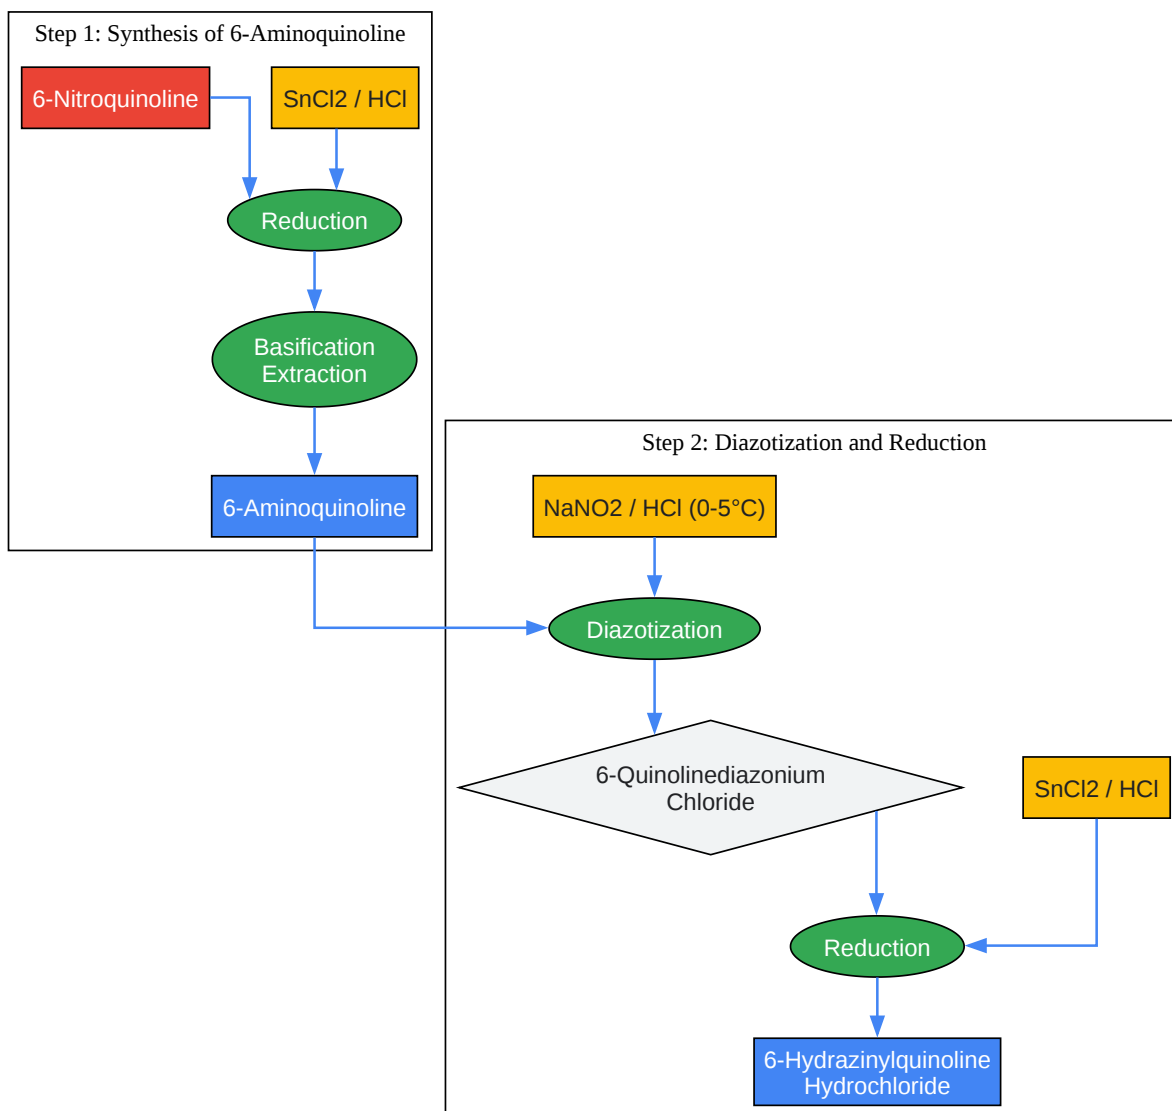 Step 1: Synthesis of 6-Aminoquinoline
6-Nitroquinoline
SnCl2 / HCl
Reduction
Basification
Extraction
6-Aminoquinoline
Step 2: Diazotization and Reduction
NaNO2 / HCl (0-5°C)
Diazotization
6-Quinolinediazonium
Chloride
SnCl2 / HCl
Reduction
6-Hydrazinylquinoline
Hydrochloride